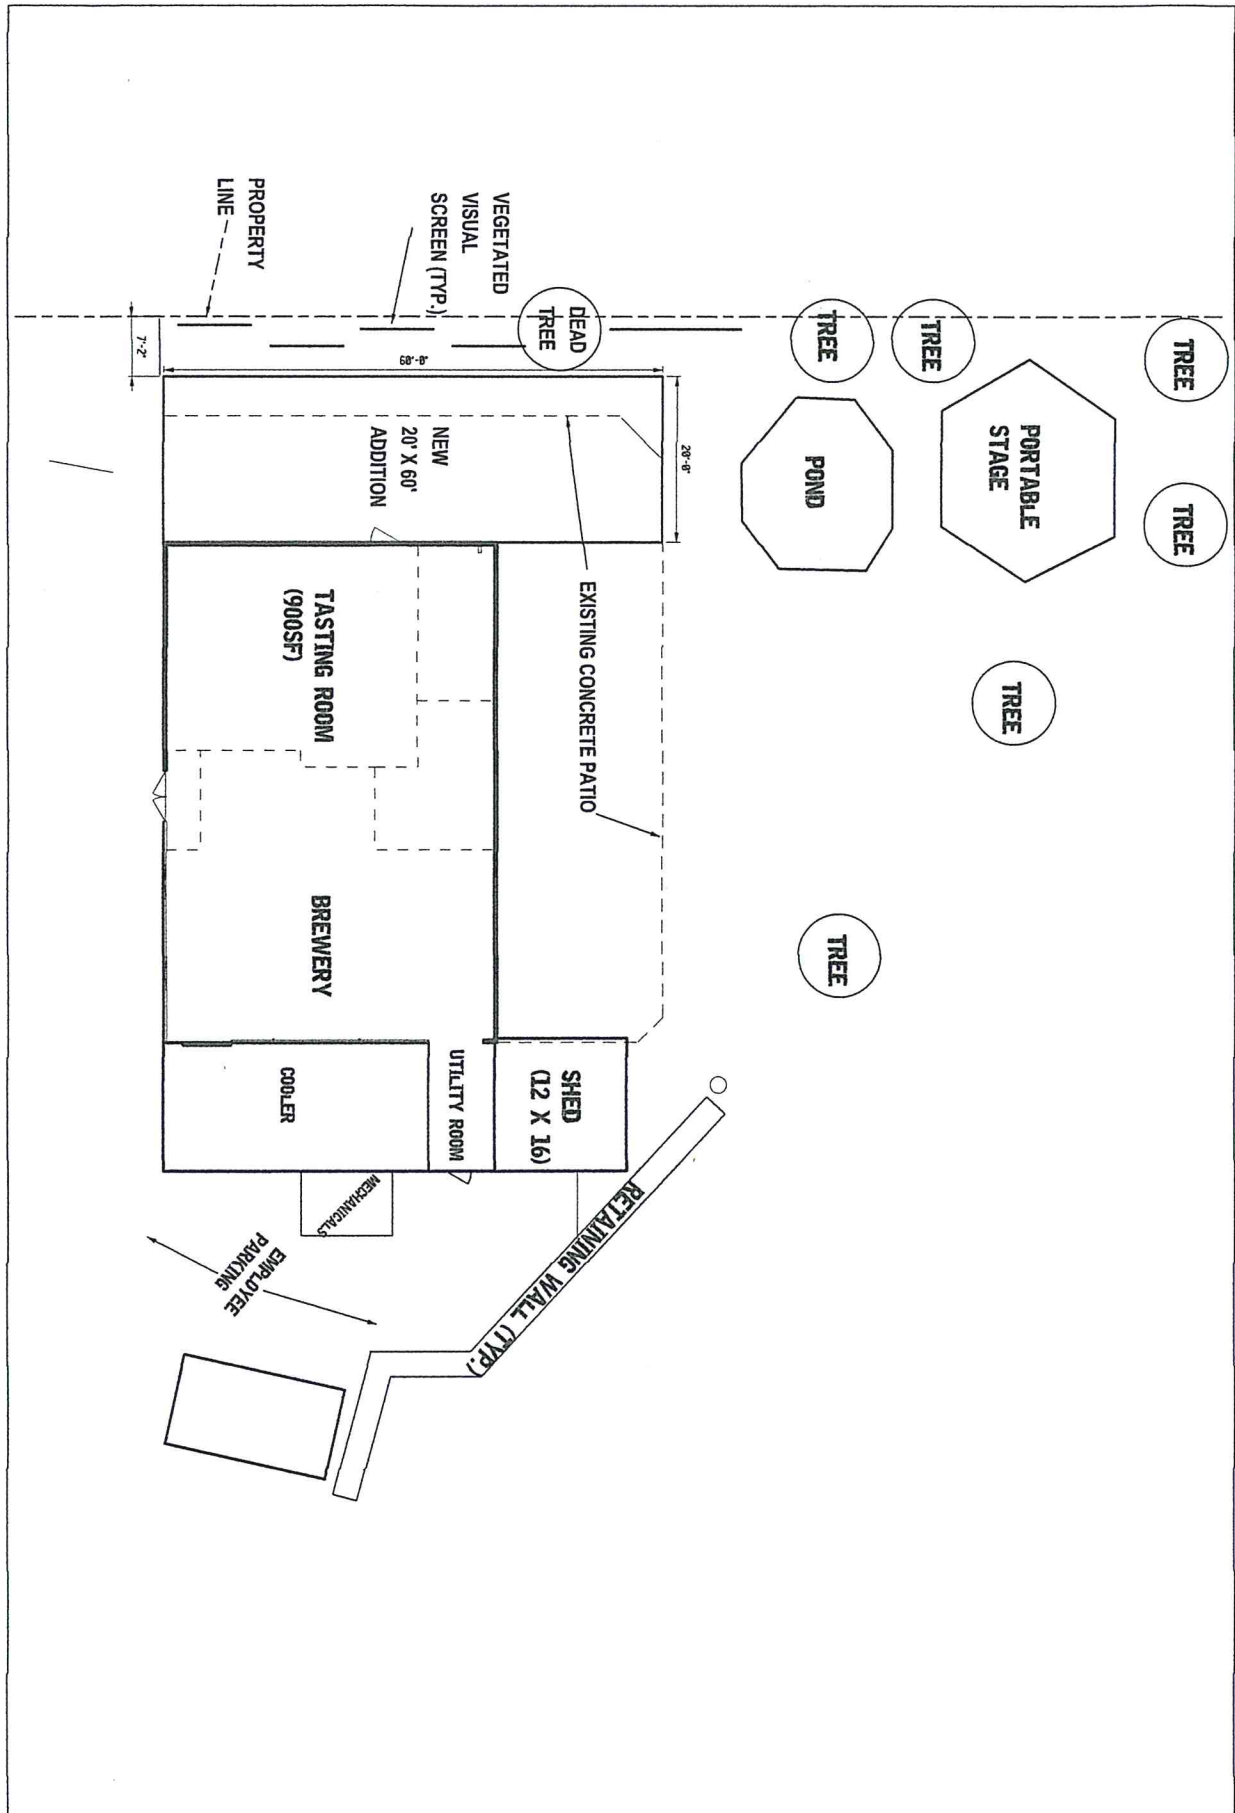 PROPERTY
LINE
VEGETATED
VISUAL
SCREEN (TYP.)
DEAD
TREE
TREE
TREE
TREE
7'-2"
60'-0"
20'-0"
NEW
20' X 60'
ADDITION
POND
PORTABLE
STAGE
TREE
EXISTING CONCRETE PATIO
TREE
TASTING ROOM
(900SF)
BREWERY
TREE
COOLER
UTILITY ROOM
SHED
(12 X 16)
MECHANICALS
EMPLOYEE
PARKING
RETAINING WALL (TYP.)